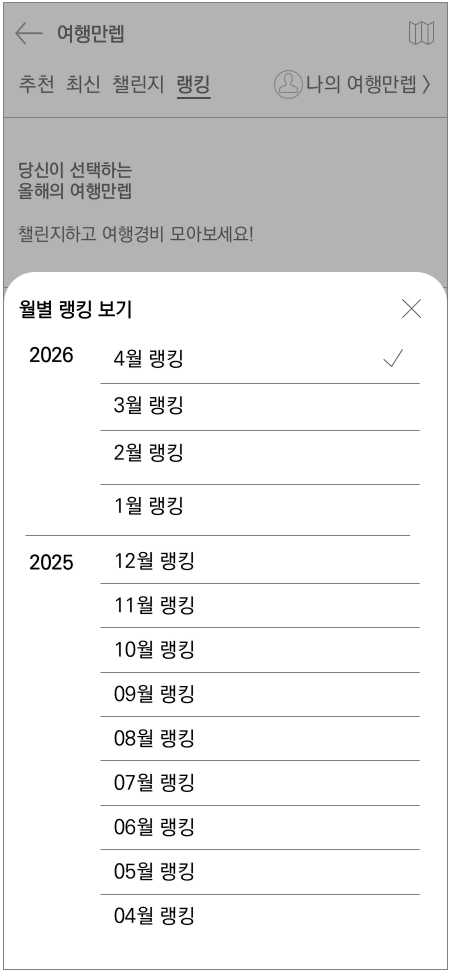 여행만렙
추천 최신 챌린지 랭킹 나의 여행만렙
당신이 선택하는
올해의 여행만렙
챌린지하고 여행경비 모아보세요!
월별 랭킹 보기
2026 4월 랭킹
3월 랭킹
2월 랭킹
1월 랭킹
2025 12월 랭킹
11월 랭킹
10월 랭킹
09월 랭킹
08월 랭킹
07월 랭킹
06월 랭킹
05월 랭킹
04월 랭킹